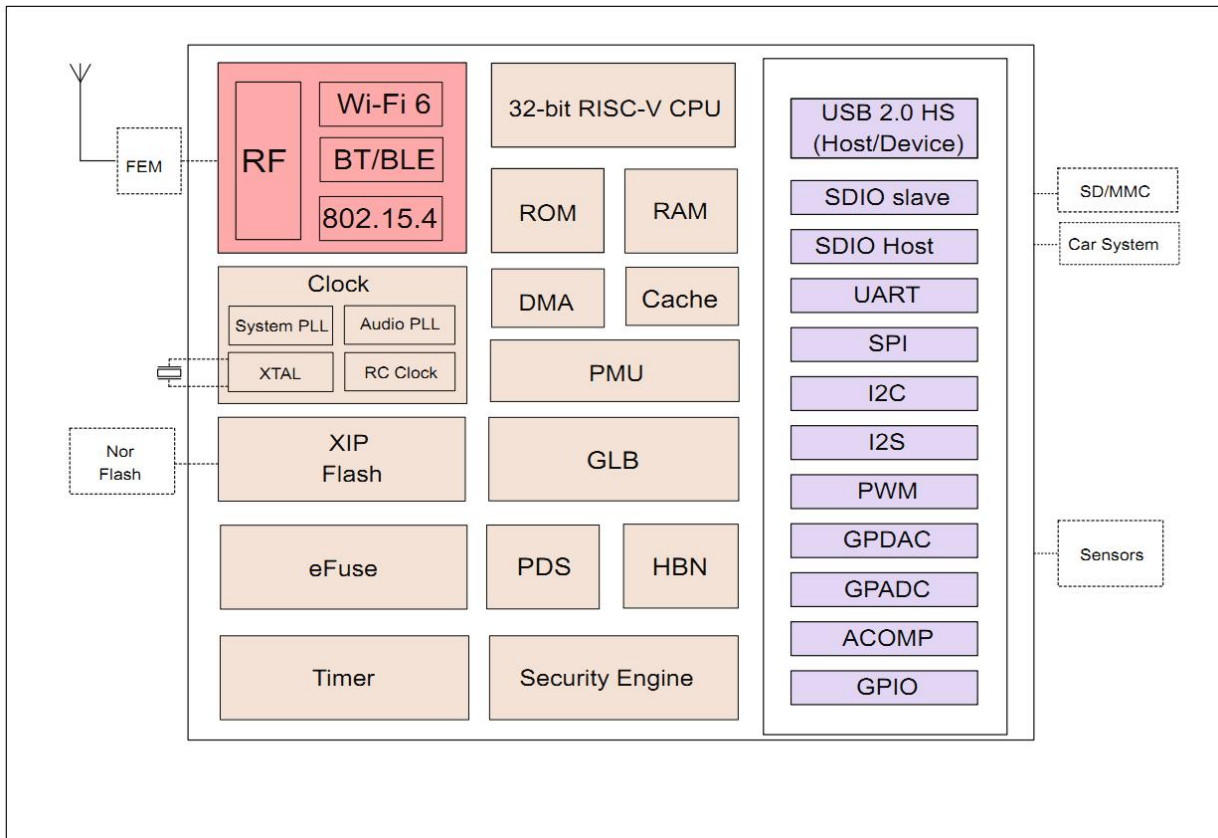 FEM
RF
Wi-Fi 6
BT/BLE
802.15.4
Clock
System PLL
Audio PLL
XTAL
RC Clock
Nor
Flash
XIP
Flash
eFuse
Timer
32-bit RISC-V CPU
ROM
RAM
DMA
Cache
PMU
GLB
PDS
HBN
Security Engine
USB 2.0 HS
(Host/Device)
SDIO slave
SDIO Host
UART
SPI
I2C
I2S
PWM
GPDAC
GPADC
ACOMP
GPIO
SD/MMC
Car System
Sensors